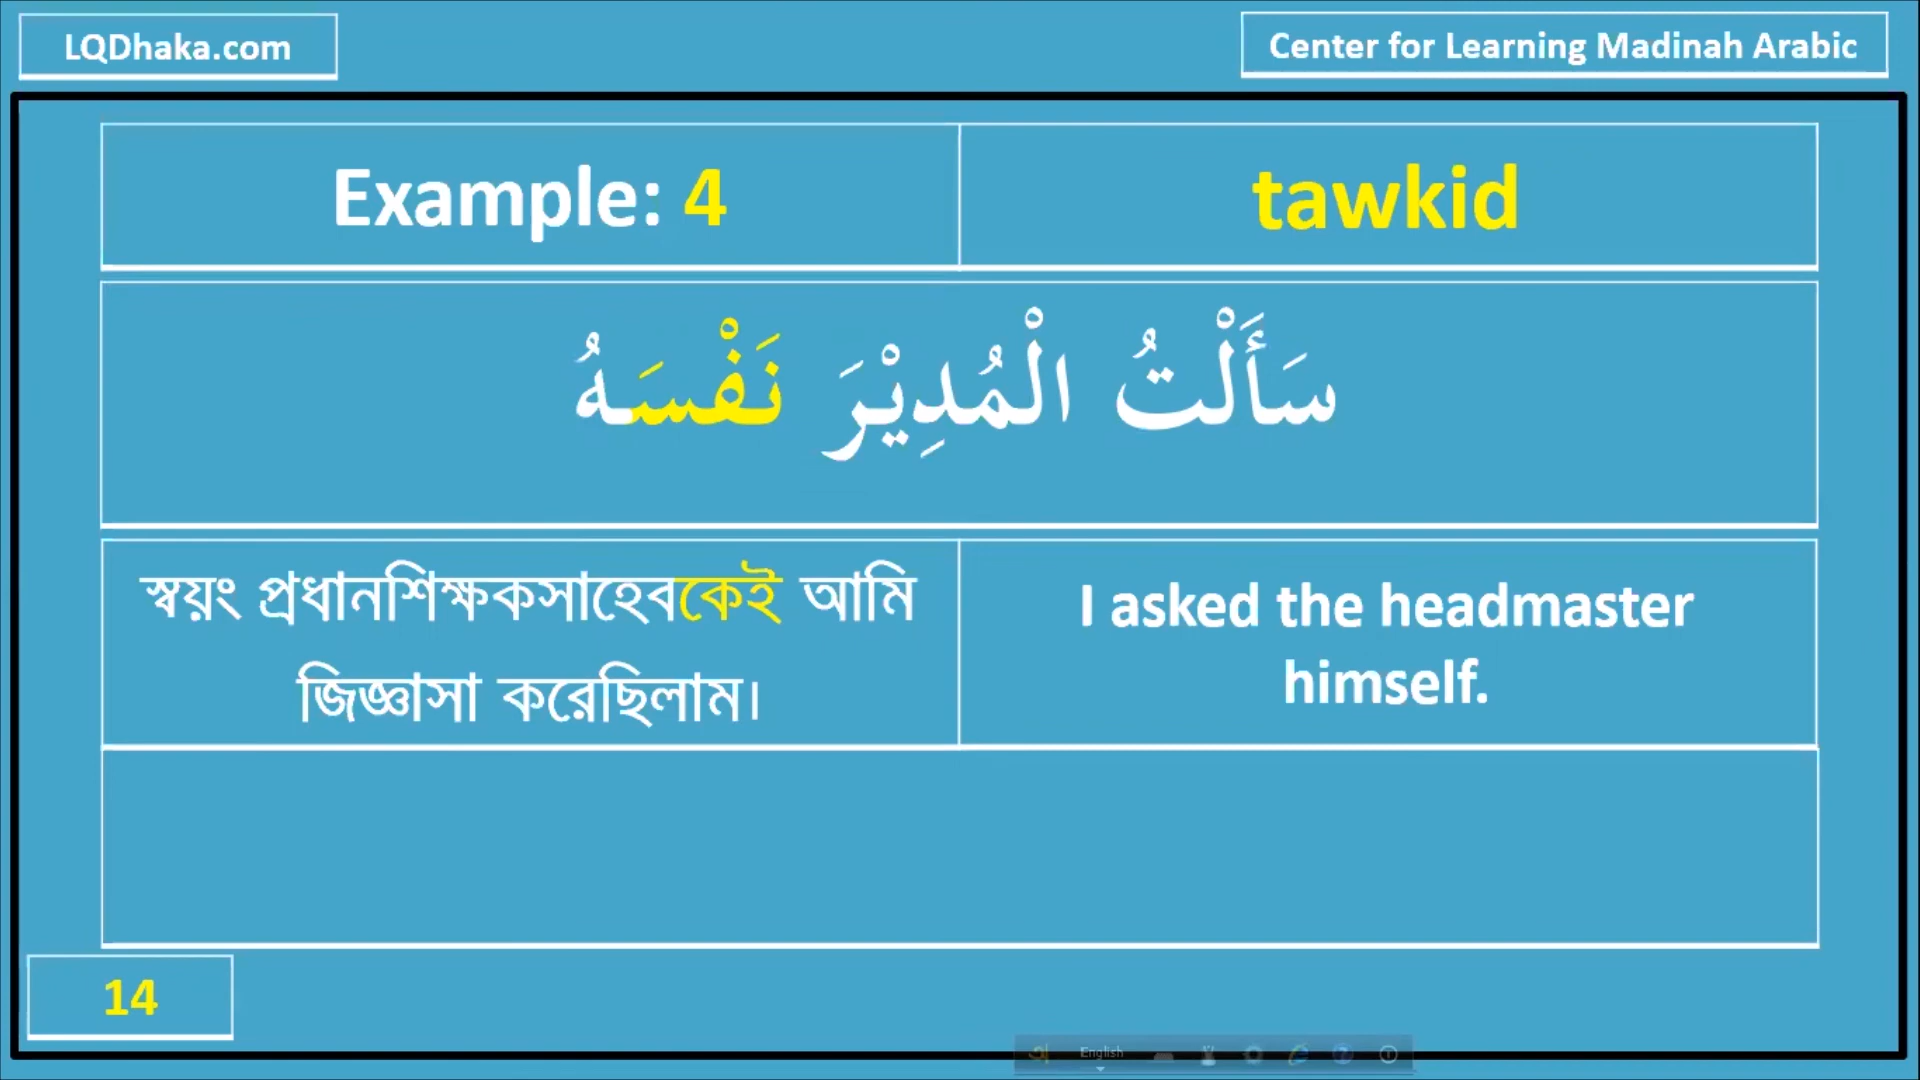 LQDhaka.com
Center for Learning Madinah Arabic
Example: 4
tawkid
سَأَلْتُ الْمُدِيْرَ نَفْسَهُ
স্বয়ং প্রধানশিক্ষকসাহেবকেই আমি
জিজ্ঞাসা করেছিলাম।
I asked the headmaster
himself.
14
English